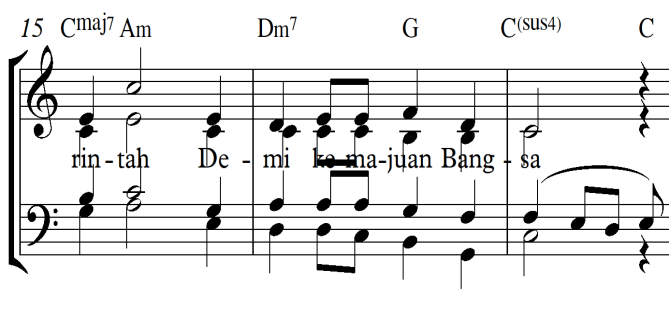 15 Cmaj7 Am Dm7 G C(sus4) C
rin - tah De - mi ke-ma-juan Bang - sa